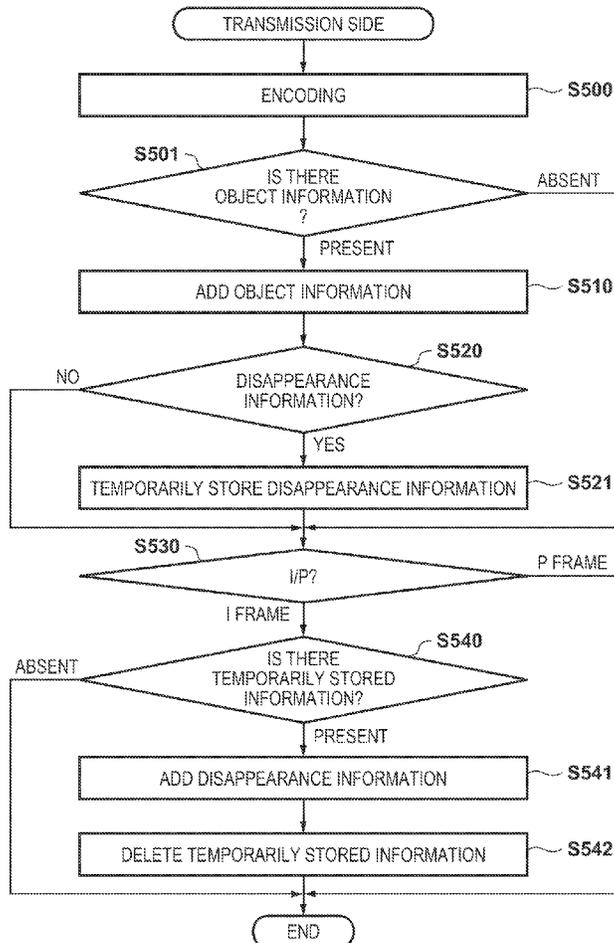 TRANSMISSION SIDE
ENCODING
S500
S501
IS THERE
OBJECT INFORMATION
?
ABSENT
PRESENT
ADD OBJECT INFORMATION
S510
S520
NO
DISAPPEARANCE
INFORMATION?
YES
TEMPORARILY STORE DISAPPEARANCE INFORMATION
S521
S530
I/P?
P FRAME
I FRAME
S540
ABSENT
IS THERE
TEMPORARILY STORED
INFORMATION?
PRESENT
ADD DISAPPEARANCE INFORMATION
S541
DELETE TEMPORARILY STORED INFORMATION
S542
END